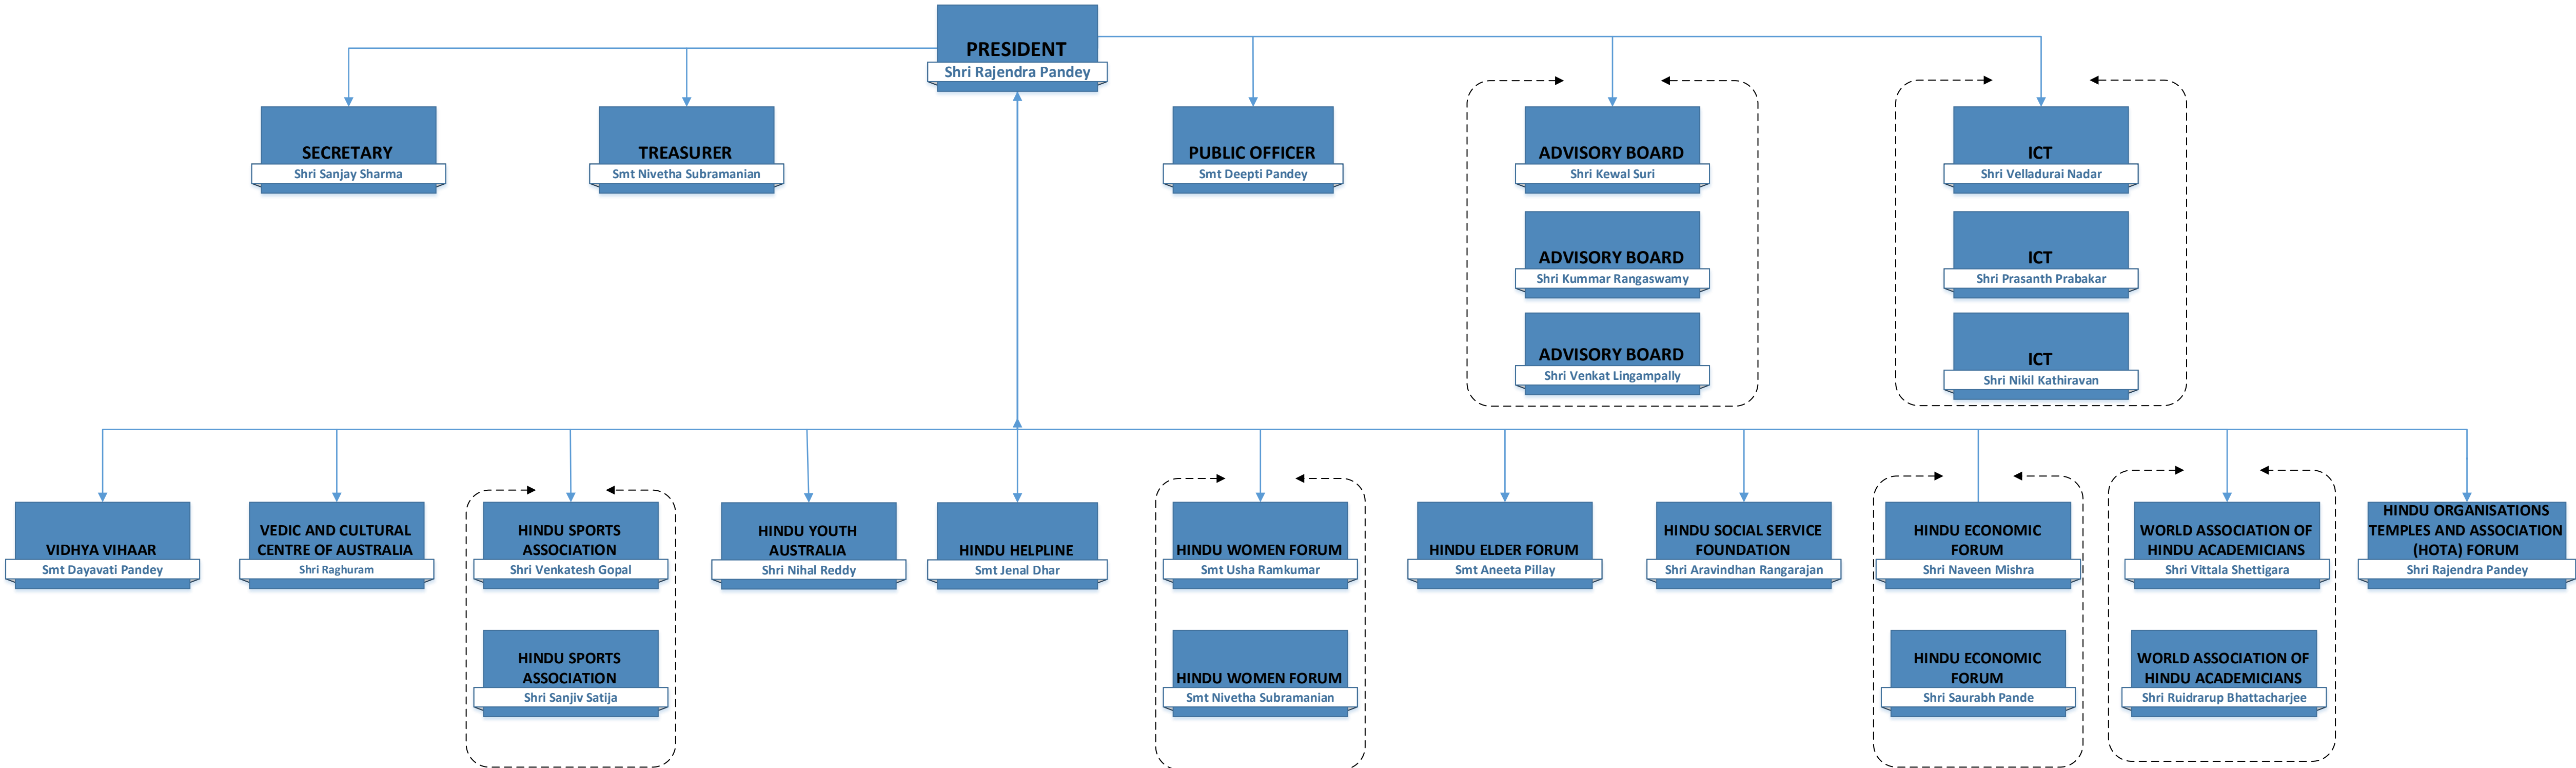 PRESIDENT
Shri Rajendra Pandey
SECRETARY
Shri Sanjay Sharma
TREASURER
Smt Nivetha Subramanian
PUBLIC OFFICER
Smt Deepti Pandey
ADVISORY BOARD
Shri Kewal Suri
ICT
Shri Velladurai Nadar
ADVISORY BOARD
Shri Kummar Rangaswamy
ICT
Shri Prasanth Prabakar
ADVISORY BOARD
Shri Venkat Lingampally
ICT
Shri Nikil Kathiravan
VIDHYA VIHAAR
Smt Dayavati Pandey
VEDIC AND CULTURAL
CENTRE OF AUSTRALIA
Shri Raghuram
HINDU SPORTS
ASSOCIATION
Shri Venkatesh Gopal
HINDU YOUTH
AUSTRALIA
Shri Nihal Reddy
HINDU HELPLINE
Smt Jenal Dhar
HINDU WOMEN FORUM
Smt Usha Ramkumar
HINDU ELDER FORUM
Smt Aneeta Pillay
HINDU SOCIAL SERVICE
FOUNDATION
Shri Aravindhan Rangarajan
HINDU ECONOMIC
FORUM
Shri Naveen Mishra
WORLD ASSOCIATION OF
HINDU ACADEMICIANS
Shri Vittala Shettigara
HINDU ORGANISATIONS
TEMPLES AND ASSOCIATION
(HOTA) FORUM
Shri Rajendra Pandey
HINDU SPORTS
ASSOCIATION
Shri Sanjiv Satija
HINDU WOMEN FORUM
Smt Nivetha Subramanian
HINDU ECONOMIC
FORUM
Shri Saurabh Pande
WORLD ASSOCIATION OF
HINDU ACADEMICIANS
Shri Ruidrarup Bhattacharjee